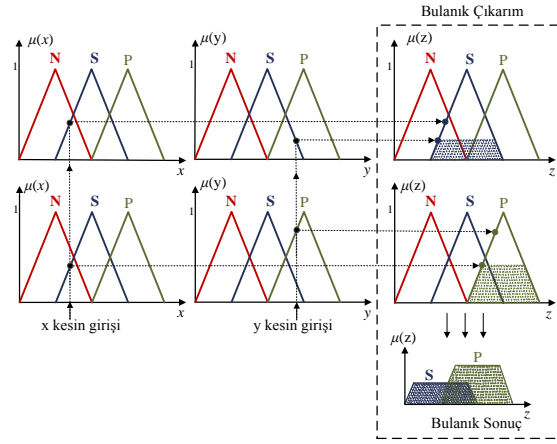 Bulanık Çıkarım
μ(x) μ(y) μ(z)
N S P N S P N S P
1 1 1
x y z
μ(x) μ(y) μ(z)
N S P N S P N S P
1 1 1
x y z
x kesin girişi y kesin girişi
μ(z)
S P
z
Bulanık Sonuç